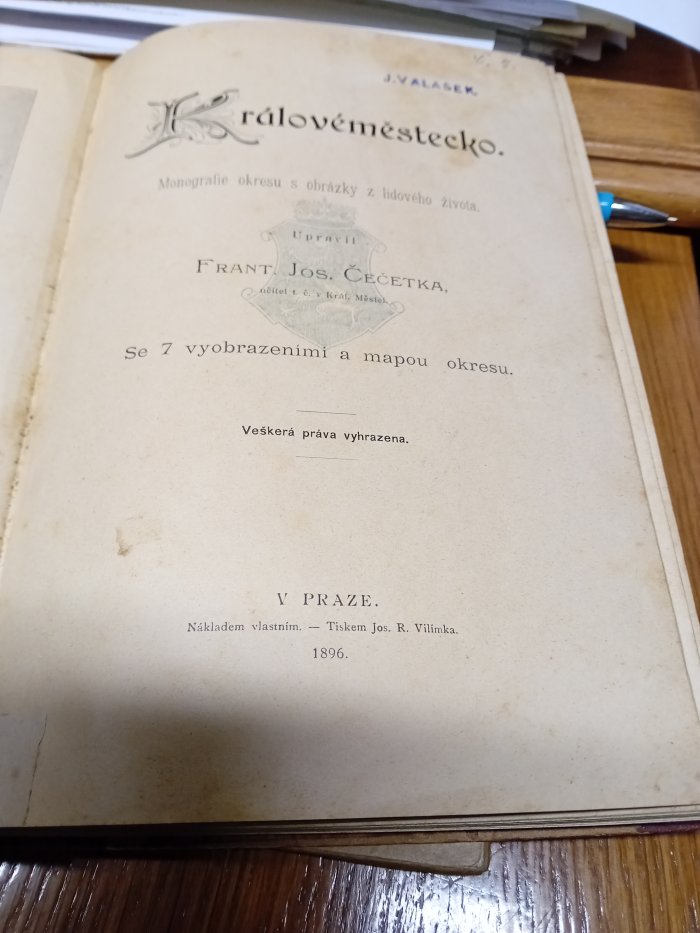 J. VALASEK.
Královéměstecko.
Monografie okresu s obrázky z lidového života.
Upravil
FRANT. JOS. ČEČETKA,
učitel t. č. v Král. Městci.
Se 7 vyobrazeními a mapou okresu.
Veškerá práva vyhrazena.
V PRAZE.
Nákladem vlastním. — Tiskem Jos. R. Vilímka.
1896.